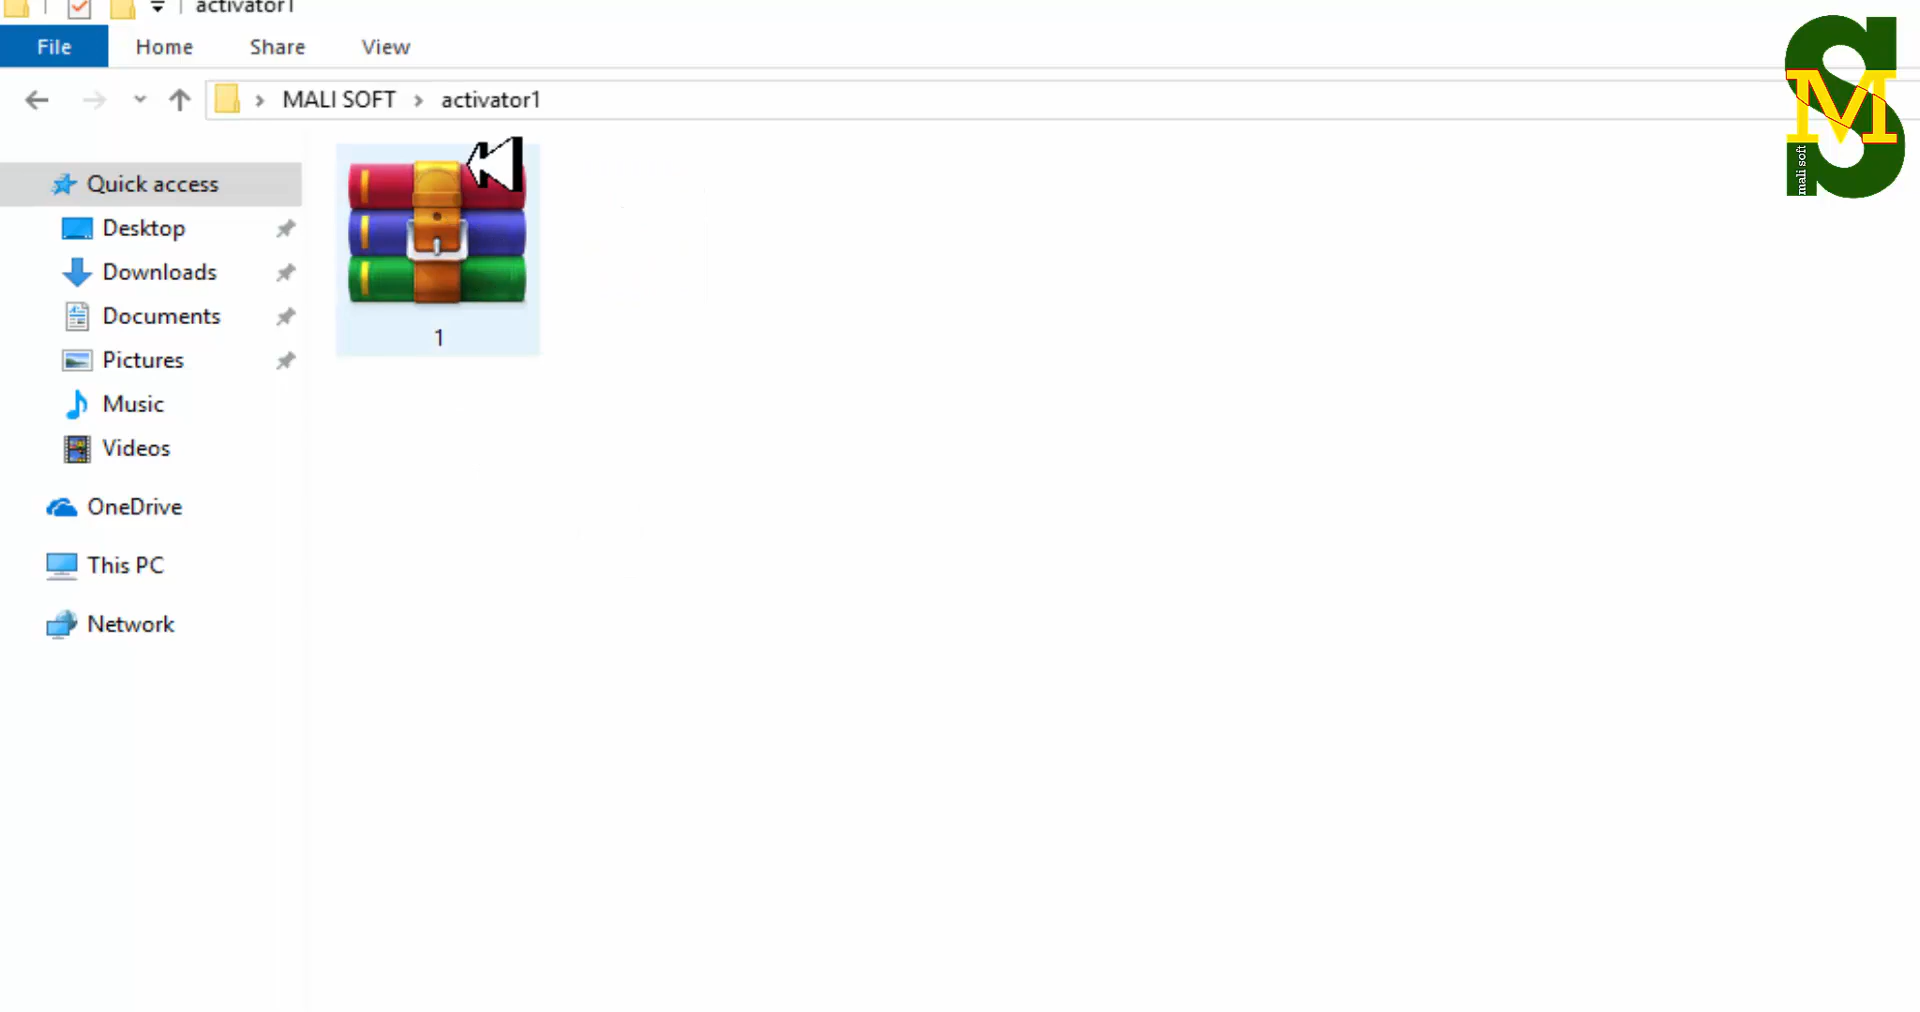 activator1
File Home Share View
MALI SOFT activator1
Quick access
Desktop
Downloads
Documents
Pictures
Music
Videos
OneDrive
This PC
Network
1
S
M
mali soft